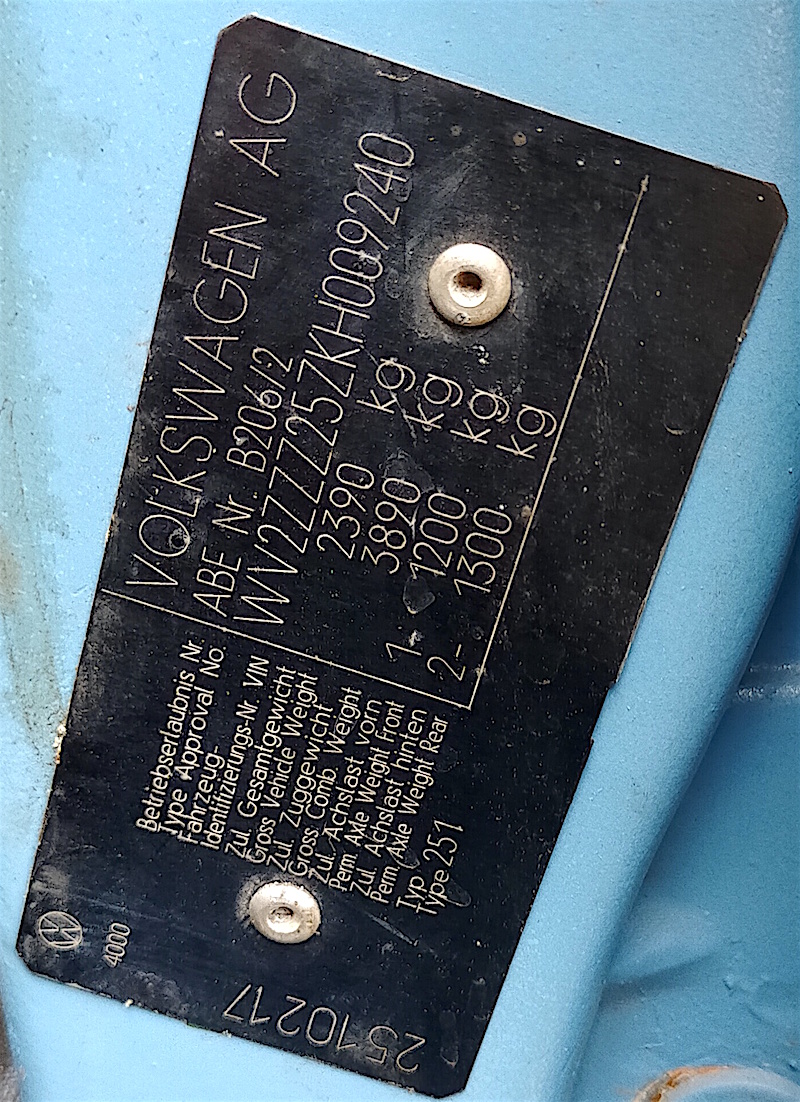 VOLKSWAGEN AG
Betriebserlaubnis Nr.
Type Approval No.
ABE Nr. B206/2
Fahrzeug-
Identifizierungs-Nr. VIN
WV2ZZZ25ZKH009240
Zul. Gesamtgewicht
Gross Vehicle Weight
2390 kg
Zul. Zuggewicht
Gross Comb. Weight
3890 kg
Zul. Achslast vorn
Perm. Axle Weight Front
1- 1200 kg
Zul. Achslast hinten
Perm. Axle Weight Rear
2- 1300 kg
Typ
Type 251
VW
4000
2510217